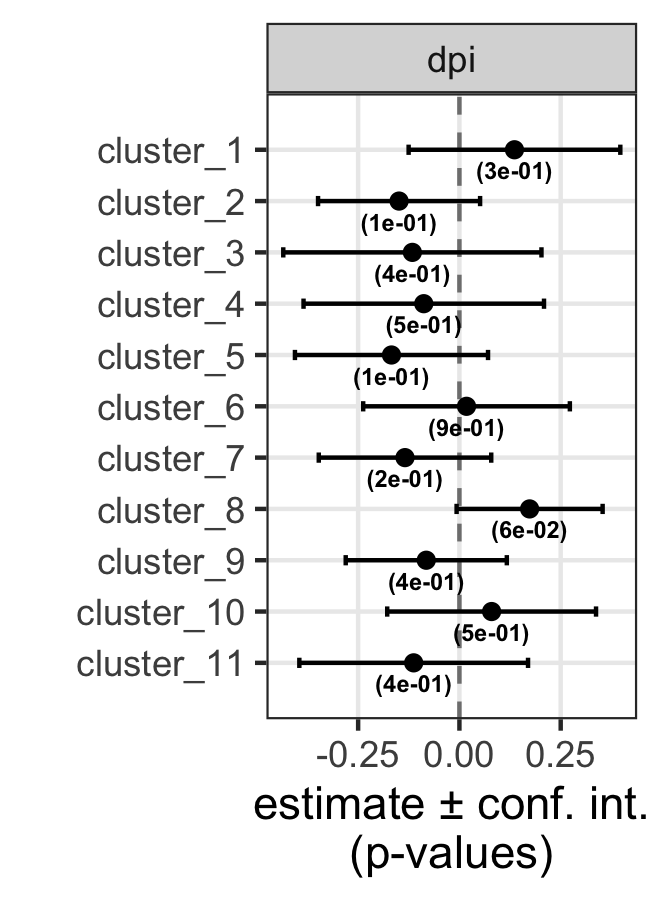 dpi
cluster_1
(3e-01)
cluster_2
(1e-01)
cluster_3
(4e-01)
cluster_4
(5e-01)
cluster_5
(1e-01)
cluster_6
(9e-01)
cluster_7
(2e-01)
cluster_8
(6e-02)
cluster_9
(4e-01)
cluster_10
(5e-01)
cluster_11
(4e-01)
-0.25 0.00 0.25
estimate ± conf. int.
(p-values)